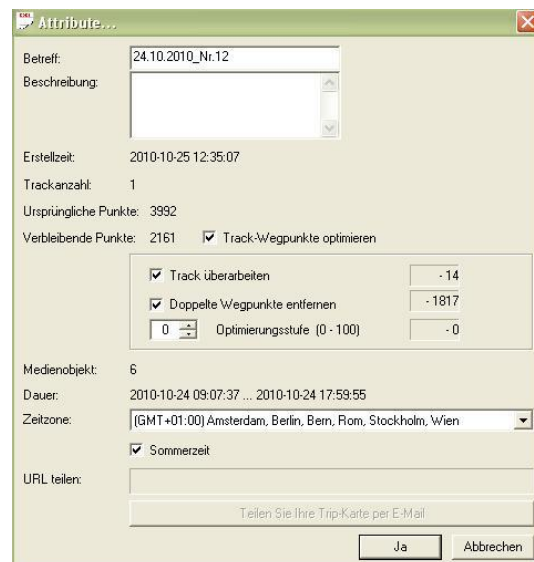 Attribute...
Betreff: 24.10.2010_Nr.12
Beschreibung:
Erstellzeit: 2010-10-25 12:35:07
Trackanzahl: 1
Ursprüngliche Punkte: 3992
Verbleibende Punkte: 2161 Track-Wegpunkte optimieren
Track überarbeiten - 14
Doppelte Wegpunkte entfernen - 1817
0 Optimierungsstufe (0 - 100) - 0
Medienobjekt: 6
Dauer: 2010-10-24 09:07:37 ... 2010-10-24 17:59:55
Zeitzone: (GMT+01:00) Amsterdam, Berlin, Bern, Rom, Stockholm, Wien
Sommerzeit
URL teilen:
Teilen Sie Ihre Trip-Karte per E-Mail
Ja Abbrechen